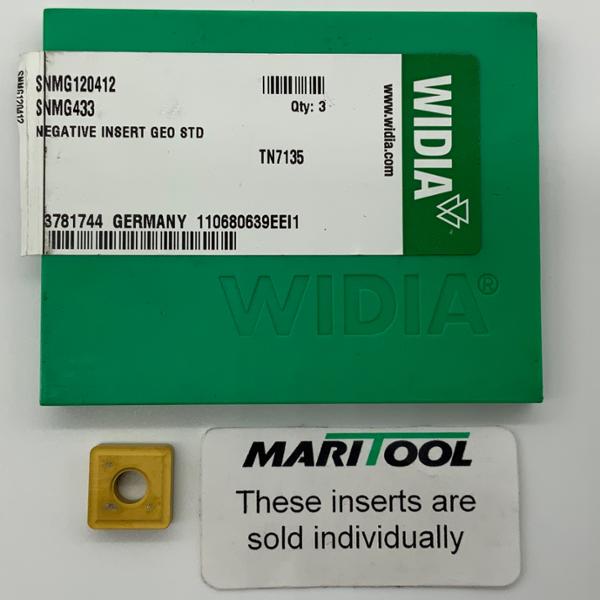 SNMG120412
SNMG120412
SNMG433
Qty: 3
NEGATIVE INSERT GEO STD
TN7135
3781744 GERMANY 110680639EEI1
WIDIA
www.widia.com
WIDIA®
MARITOOL
These inserts are
sold individually